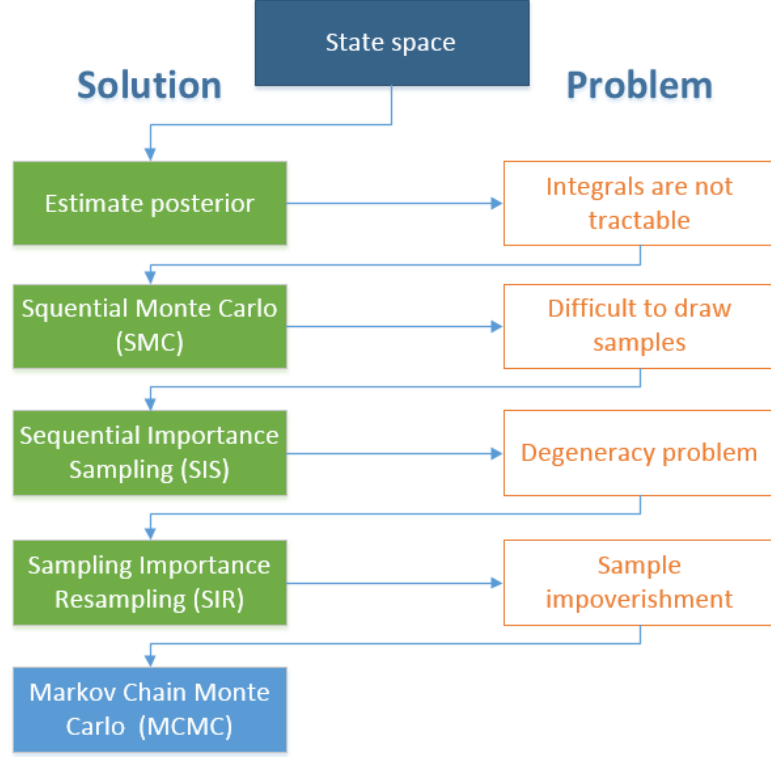 State space
Solution
Problem
Estimate posterior
Integrals are not
tractable
Squential Monte Carlo
(SMC)
Difficult to draw
samples
Sequential Importance
Sampling (SIS)
Degeneracy problem
Sampling Importance
Resampling (SIR)
Sample
impoverishment
Markov Chain Monte
Carlo (MCMC)